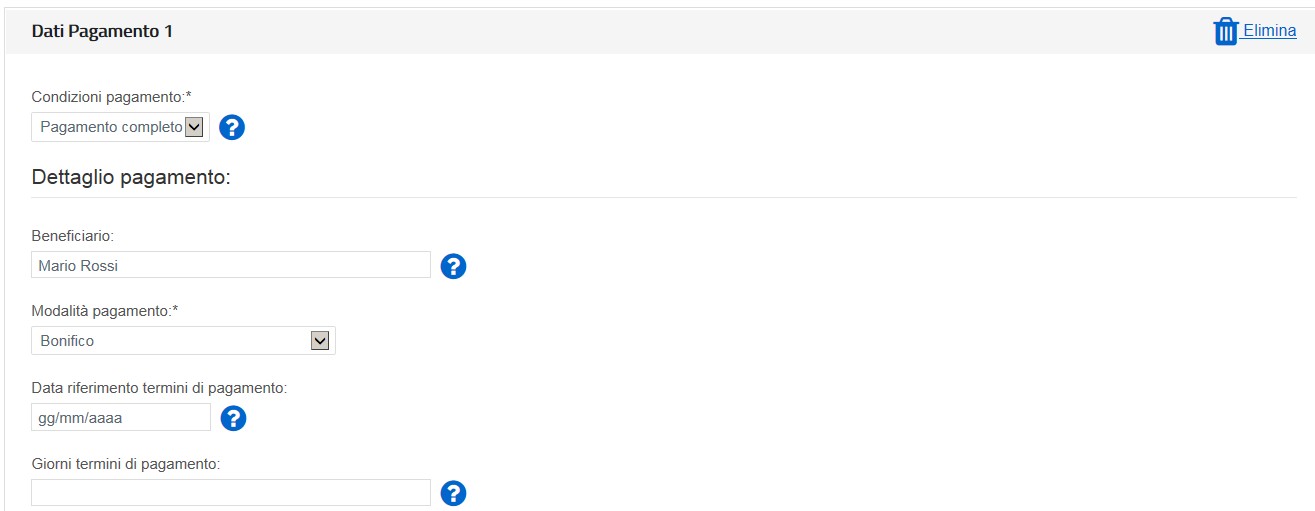 Dati Pagamento 1
Elimina
Condizioni pagamento:*
Pagamento completo
?
Dettaglio pagamento:
Beneficiario:
Mario Rossi
?
Modalità pagamento:*
Bonifico
Data riferimento termini di pagamento:
gg/mm/aaaa
?
Giorni termini di pagamento:
?